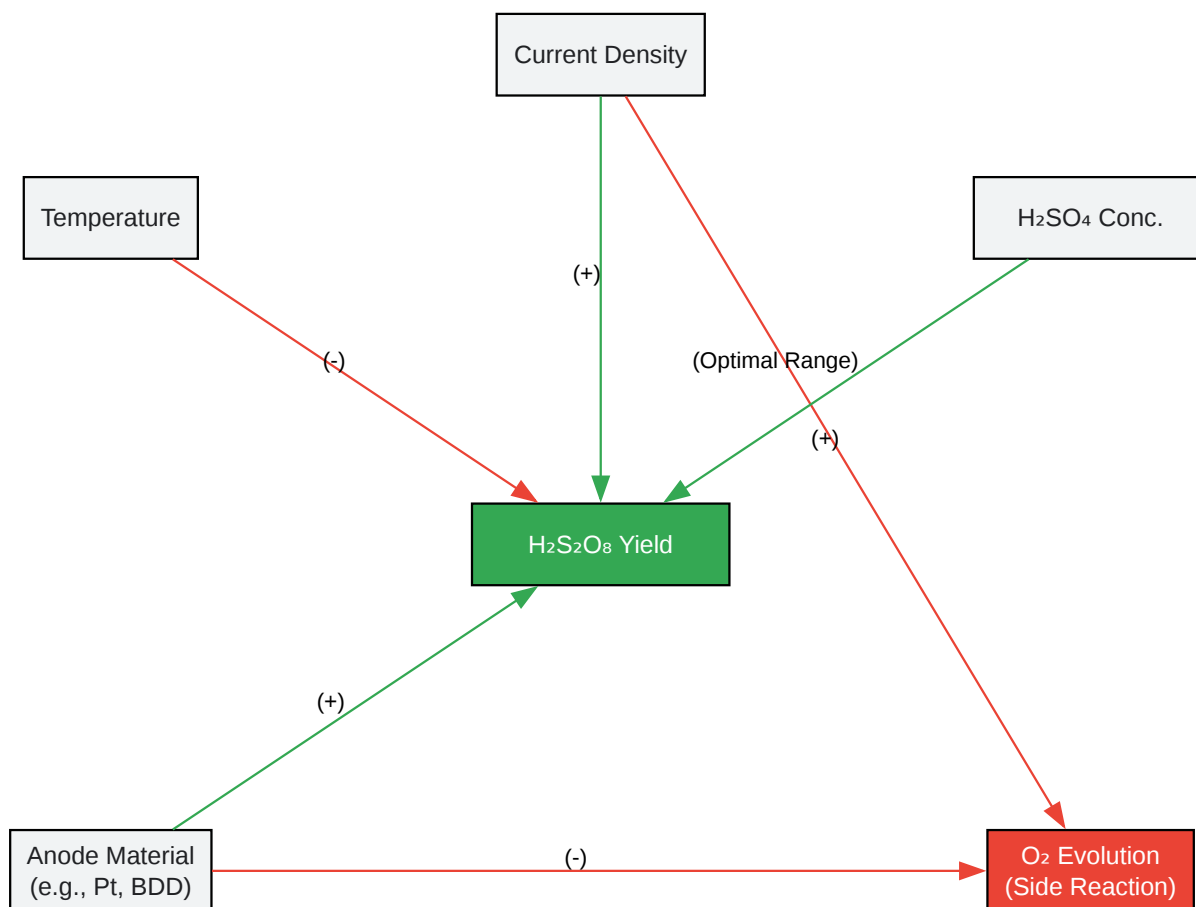 Current Density
Temperature
H₂SO₄ Conc.
(+)
(-)
(Optimal Range)
(+)
H₂S₂O₈ Yield
(+)
Anode Material
(e.g., Pt, BDD)
(-)
O₂ Evolution
(Side Reaction)